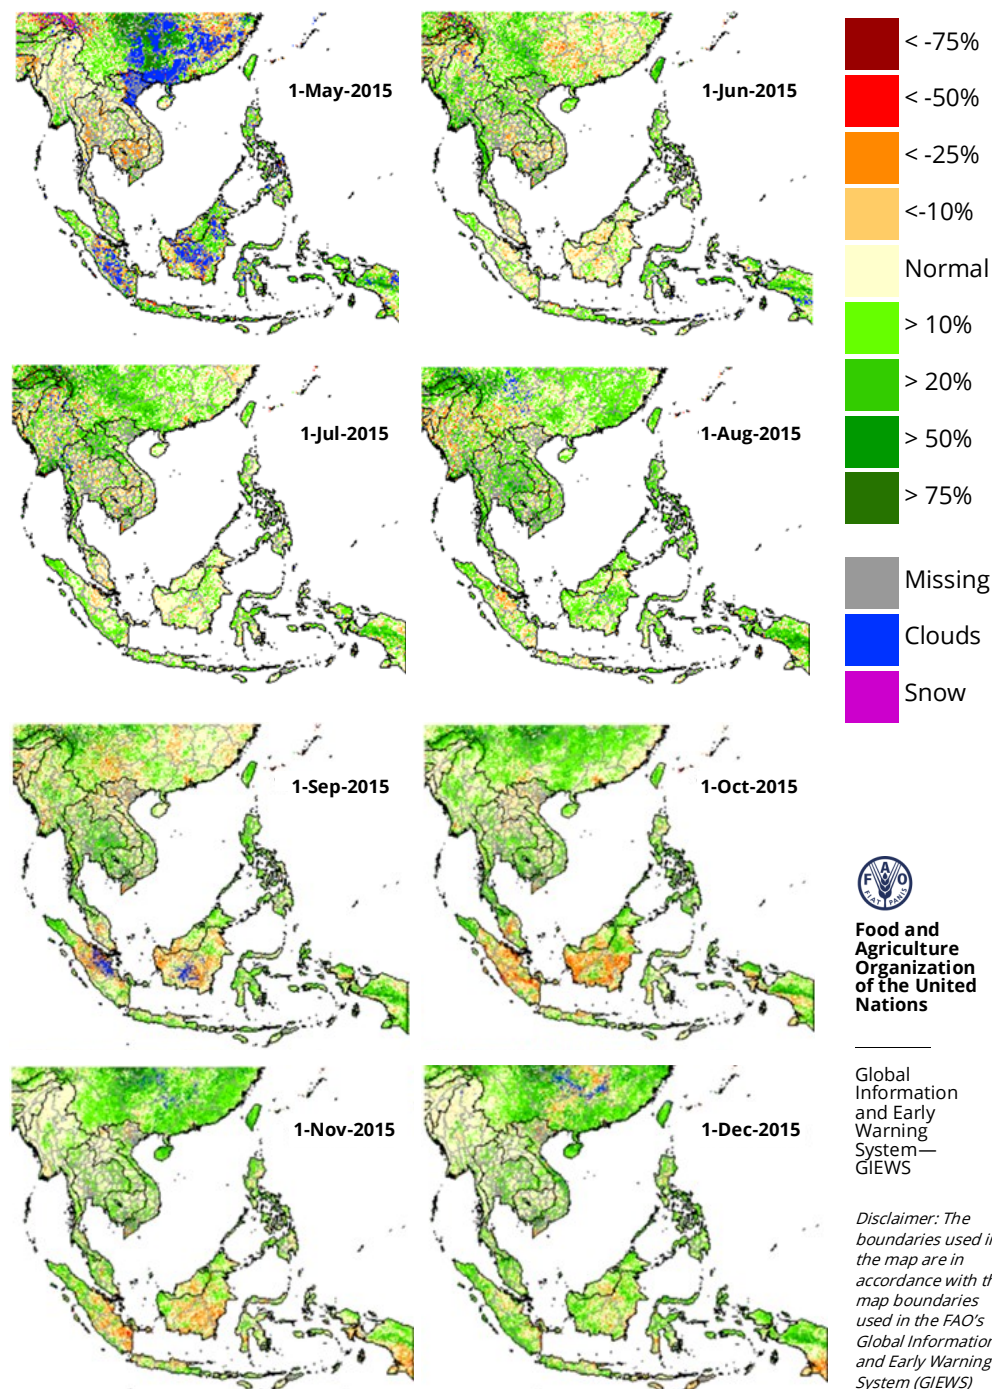 1-May-2015
1-Jun-2015
1-Jul-2015
1-Aug-2015
1-Sep-2015
1-Oct-2015
1-Nov-2015
1-Dec-2015
< -75%
< -50%
< -25%
<-10%
Normal
> 10%
> 20%
> 50%
> 75%
Missing
Clouds
Snow
F A O
FIAT PANIS
Food and
Agriculture
Organization
of the United
Nations
Global
Information
and Early
Warning
System—
GIEWS
Disclaimer: The
boundaries used in
the map are in
accordance with th
map boundaries
used in the FAO’s
Global Information
and Early Warning
System (GIEWS)